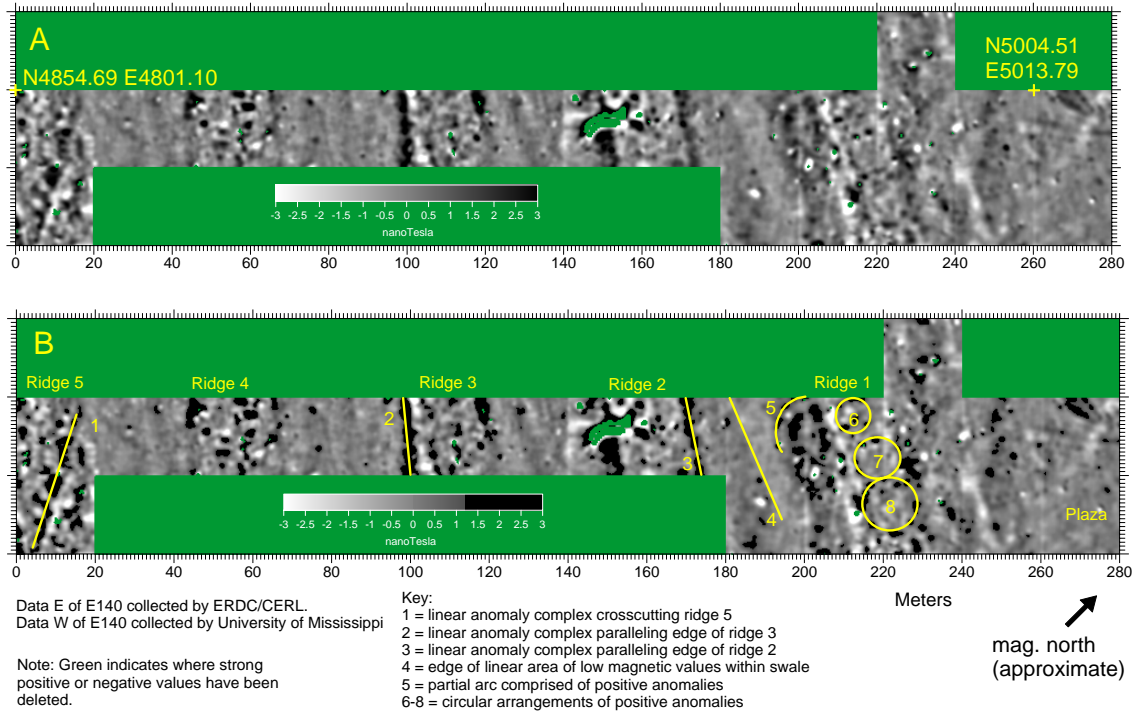 A
N4854.69 E4801.10
N5004.51
E5013.79
-3 -2.5 -2 -1.5 -1 -0.5 0 0.5 1 1.5 2 2.5 3
nanoTesla
0 20 40 60 80 100 120 140 160 180 200 220 240 260 280
B
Ridge 5 Ridge 4 Ridge 3 Ridge 2 Ridge 1
1 2 3 4 5 6 7 8
Plaza
-3 -2.5 -2 -1.5 -1 -0.5 0 0.5 1 1.5 2 2.5 3
nanoTesla
0 20 40 60 80 100 120 140 160 180 200 220 240 260 280
Meters
Data E of E140 collected by ERDC/CERL.
Data W of E140 collected by University of Mississippi
Note: Green indicates where strong
positive or negative values have been
deleted.
Key:
1 = linear anomaly complex crosscutting ridge 5
2 = linear anomaly complex paralleling edge of ridge 3
3 = linear anomaly complex paralleling edge of ridge 2
4 = edge of linear area of low magnetic values within swale
5 = partial arc comprised of positive anomalies
6-8 = circular arrangements of positive anomalies
mag. north
(approximate)